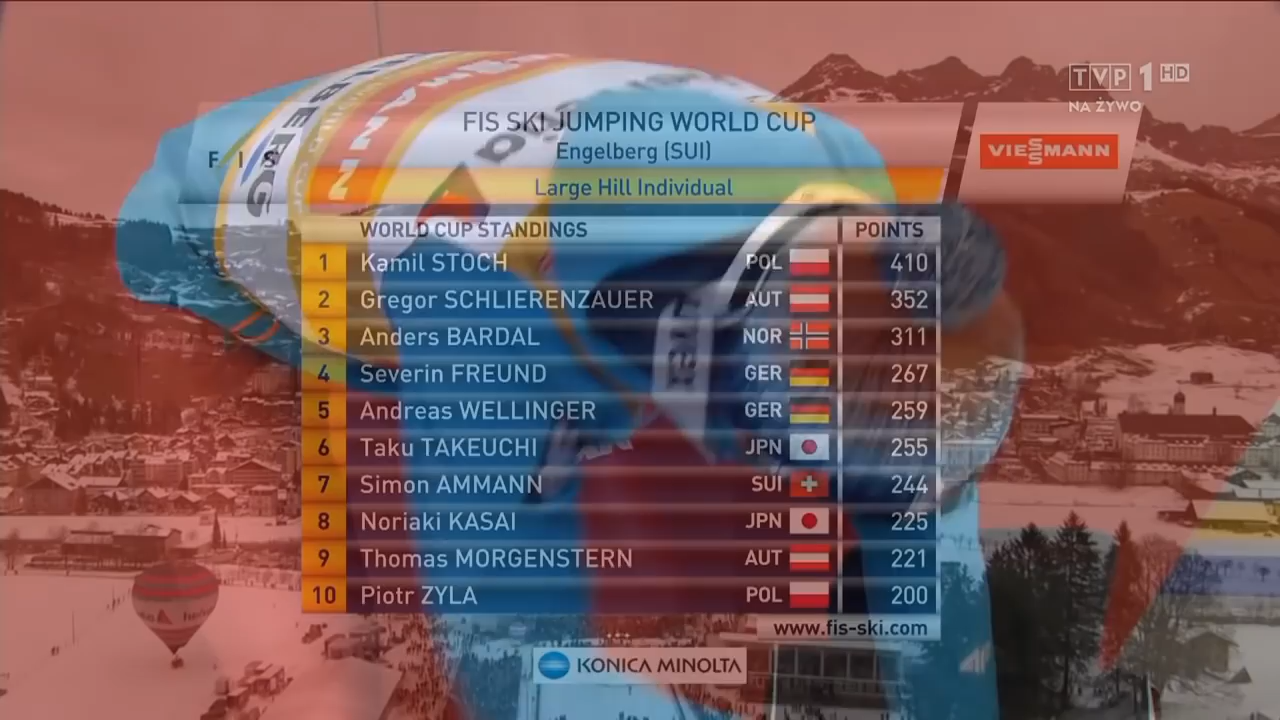 TVP 1 HD
NA ŻYWO
FIS SKI JUMPING WORLD CUP
Engelberg (SUI)
FIS
VIESSMANN
Large Hill Individual
WORLD CUP STANDINGS POINTS
1 Kamil STOCH POL 410
2 Gregor SCHLIERENZAUER AUT 352
3 Anders BARDAL NOR 311
4 Severin FREUND GER 267
5 Andreas WELLINGER GER 259
6 Taku TAKEUCHI JPN 255
7 Simon AMMANN SUI 244
8 Noriaki KASAI JPN 225
9 Thomas MORGENSTERN AUT 221
10 Piotr ZYLA POL 200
www.fis-ski.com
KONICA MINOLTA